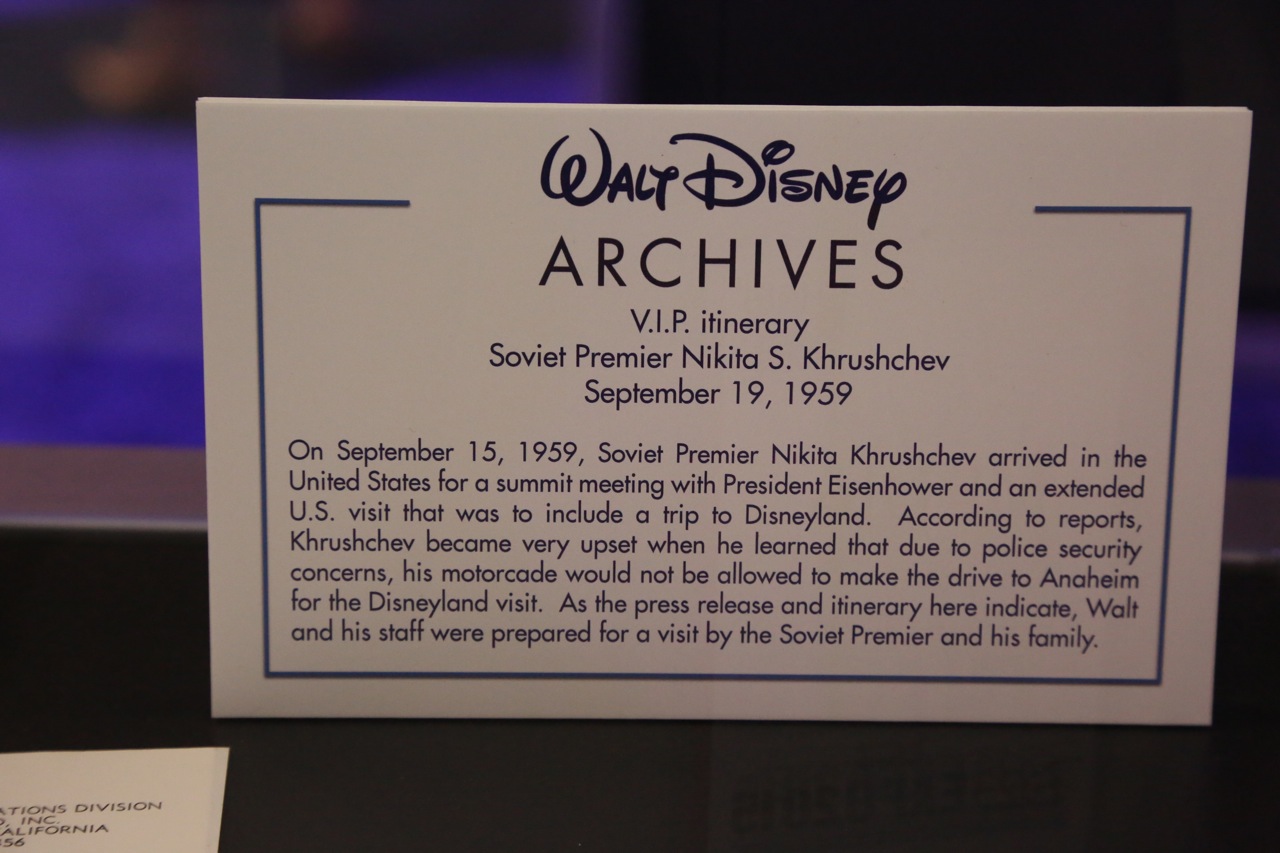 WALT DISNEY
ARCHIVES
V.I.P. itinerary
Soviet Premier Nikita S. Khrushchev
September 19, 1959
On September 15, 1959, Soviet Premier Nikita Khrushchev arrived in the
United States for a summit meeting with President Eisenhower and an extended
U.S. visit that was to include a trip to Disneyland. According to reports,
Khrushchev became very upset when he learned that due to police security
concerns, his motorcade would not be allowed to make the drive to Anaheim
for the Disneyland visit. As the press release and itinerary here indicate, Walt
and his staff were prepared for a visit by the Soviet Premier and his family.
DIVISION
INC.